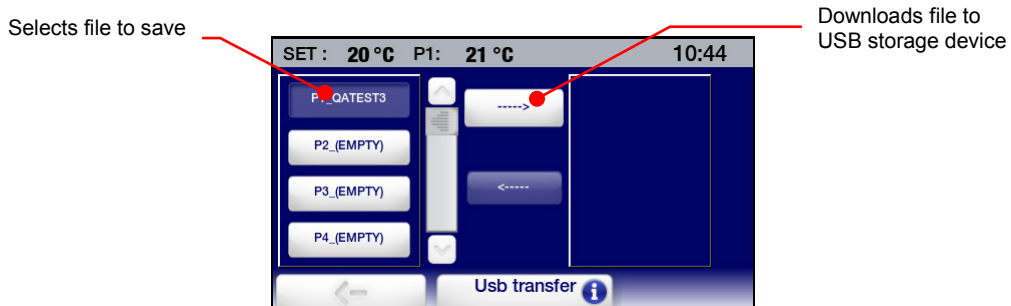 Selects file to save
Downloads file to
USB storage device
SET : 20 °C P1: 21 °C 10:44
P1_QATEST3
----->
P2_(EMPTY)
P3_(EMPTY)
<-----
P4_(EMPTY)
Usb transfer